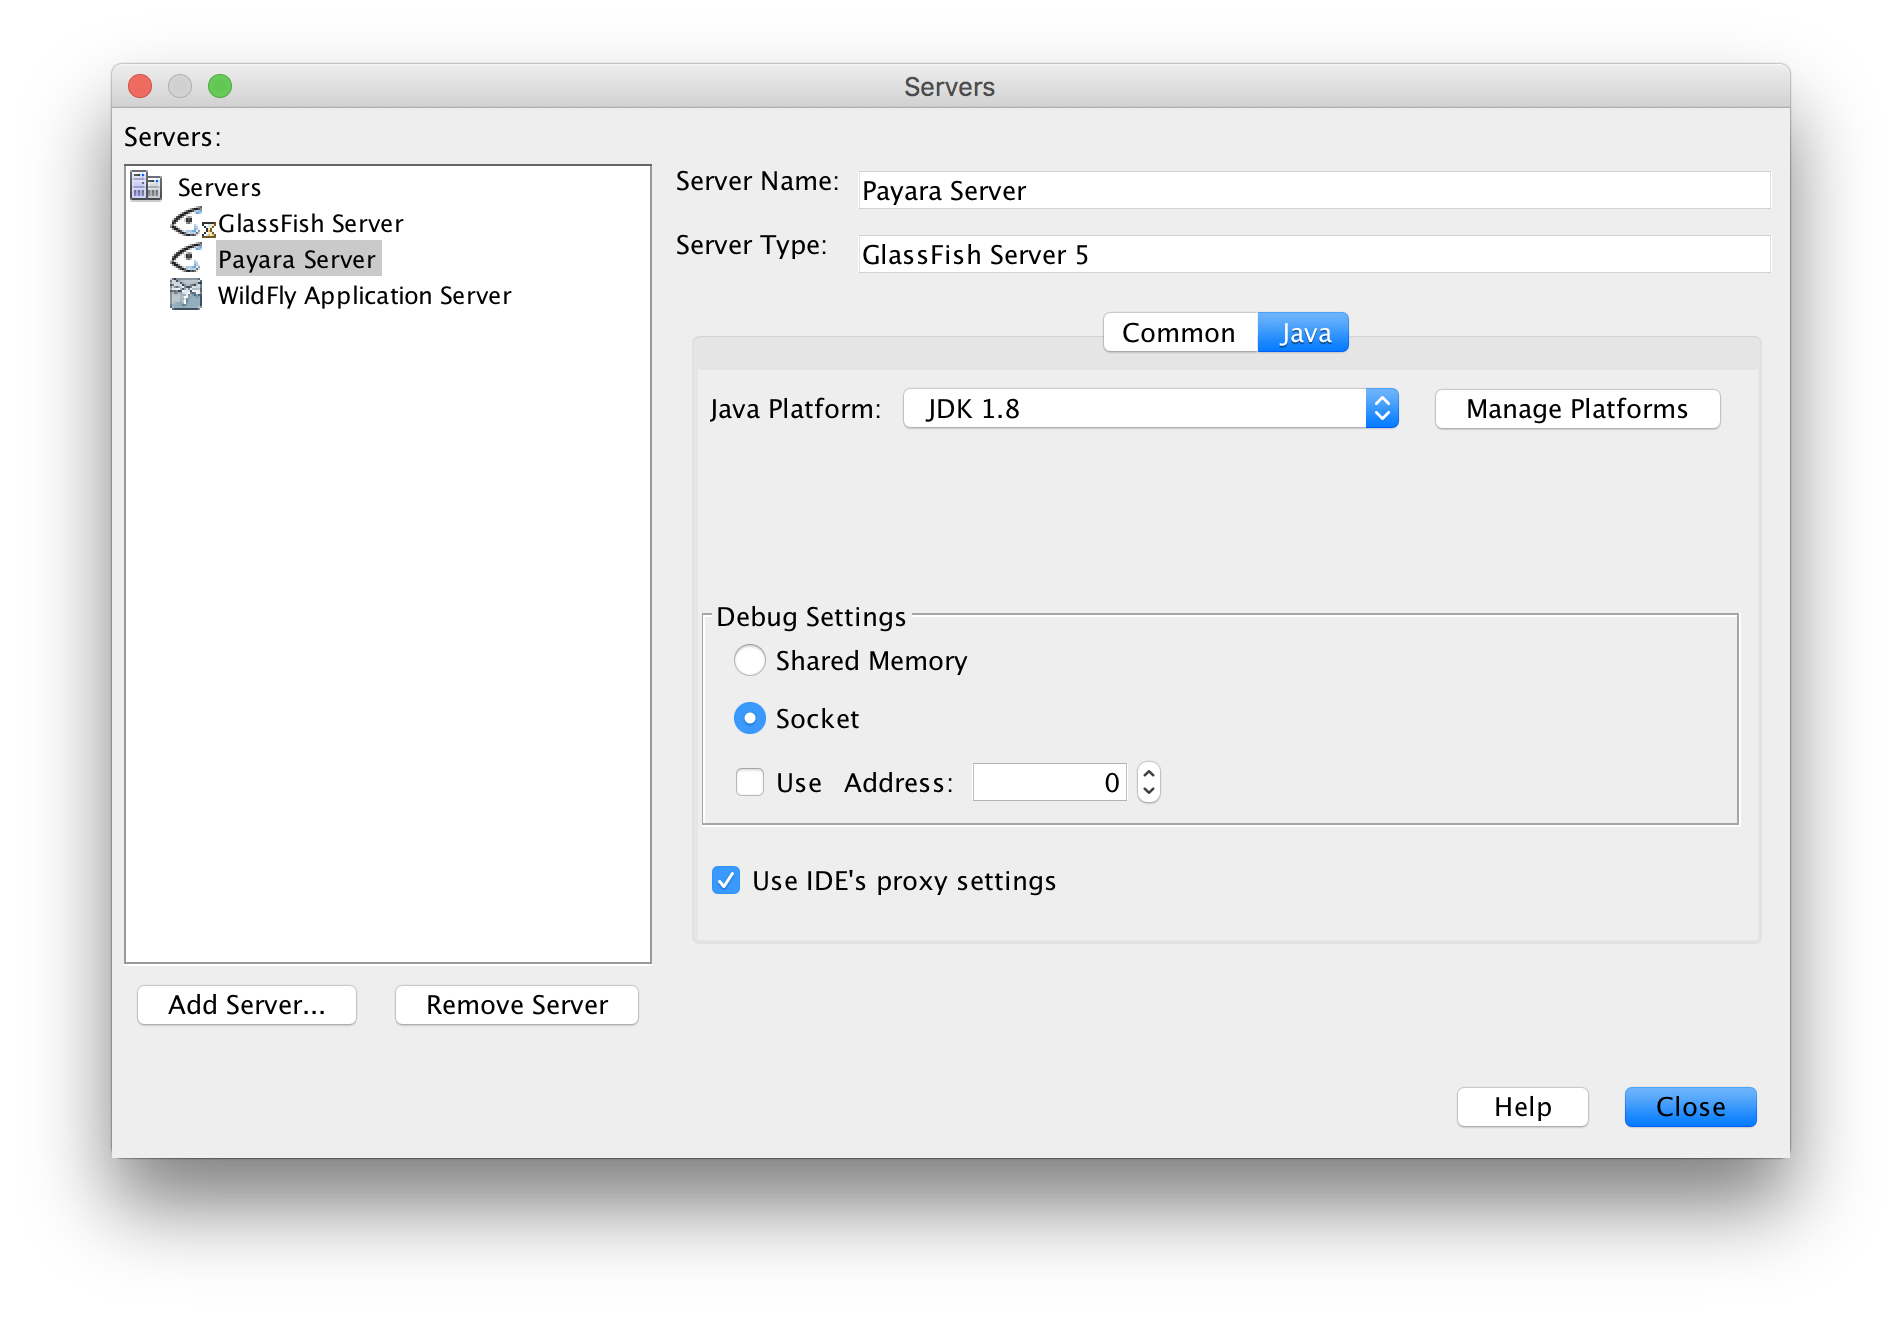 Servers
Servers:
Servers
GlassFish Server
Payara Server
WildFly Application Server
Add Server...
Remove Server
Server Name: Payara Server
Server Type: GlassFish Server 5
Common Java
Java Platform: JDK 1.8 Manage Platforms
Debug Settings
Shared Memory
Socket
Use Address: 0
Use IDE's proxy settings
Help Close